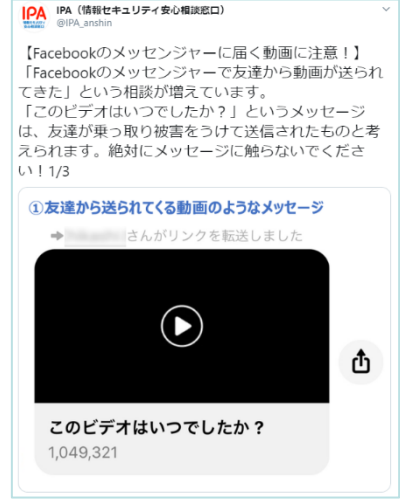 IPA
IPA（情報セキュリティ安心相談窓口）
@IPA_anshin
【Facebookのメッセンジャーに届く動画に注意！】
「Facebookのメッセンジャーで友達から動画が送られ
てきた」という相談が増えています。
「このビデオはいつでしたか？」というメッセージ
は、友達が乗っ取り被害をうけて送信されたものと考
えられます。絶対にメッセージに触らないでくださ
い！1/3
①友達から送られてくる動画のようなメッセージ
さんがリンクを転送しました
このビデオはいつでしたか？
1,049,321